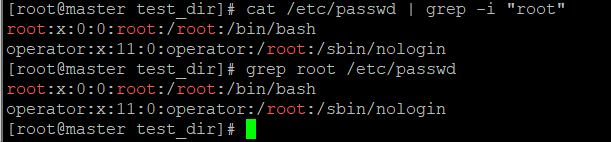 [root@master test_dir]# cat /etc/passwd | grep -i "root"
root:x:0:0:root:/root:/bin/bash
operator:x:11:0:operator:/root:/sbin/nologin
[root@master test_dir]# grep root /etc/passwd
root:x:0:0:root:/root:/bin/bash
operator:x:11:0:operator:/root:/sbin/nologin
[root@master test_dir]#